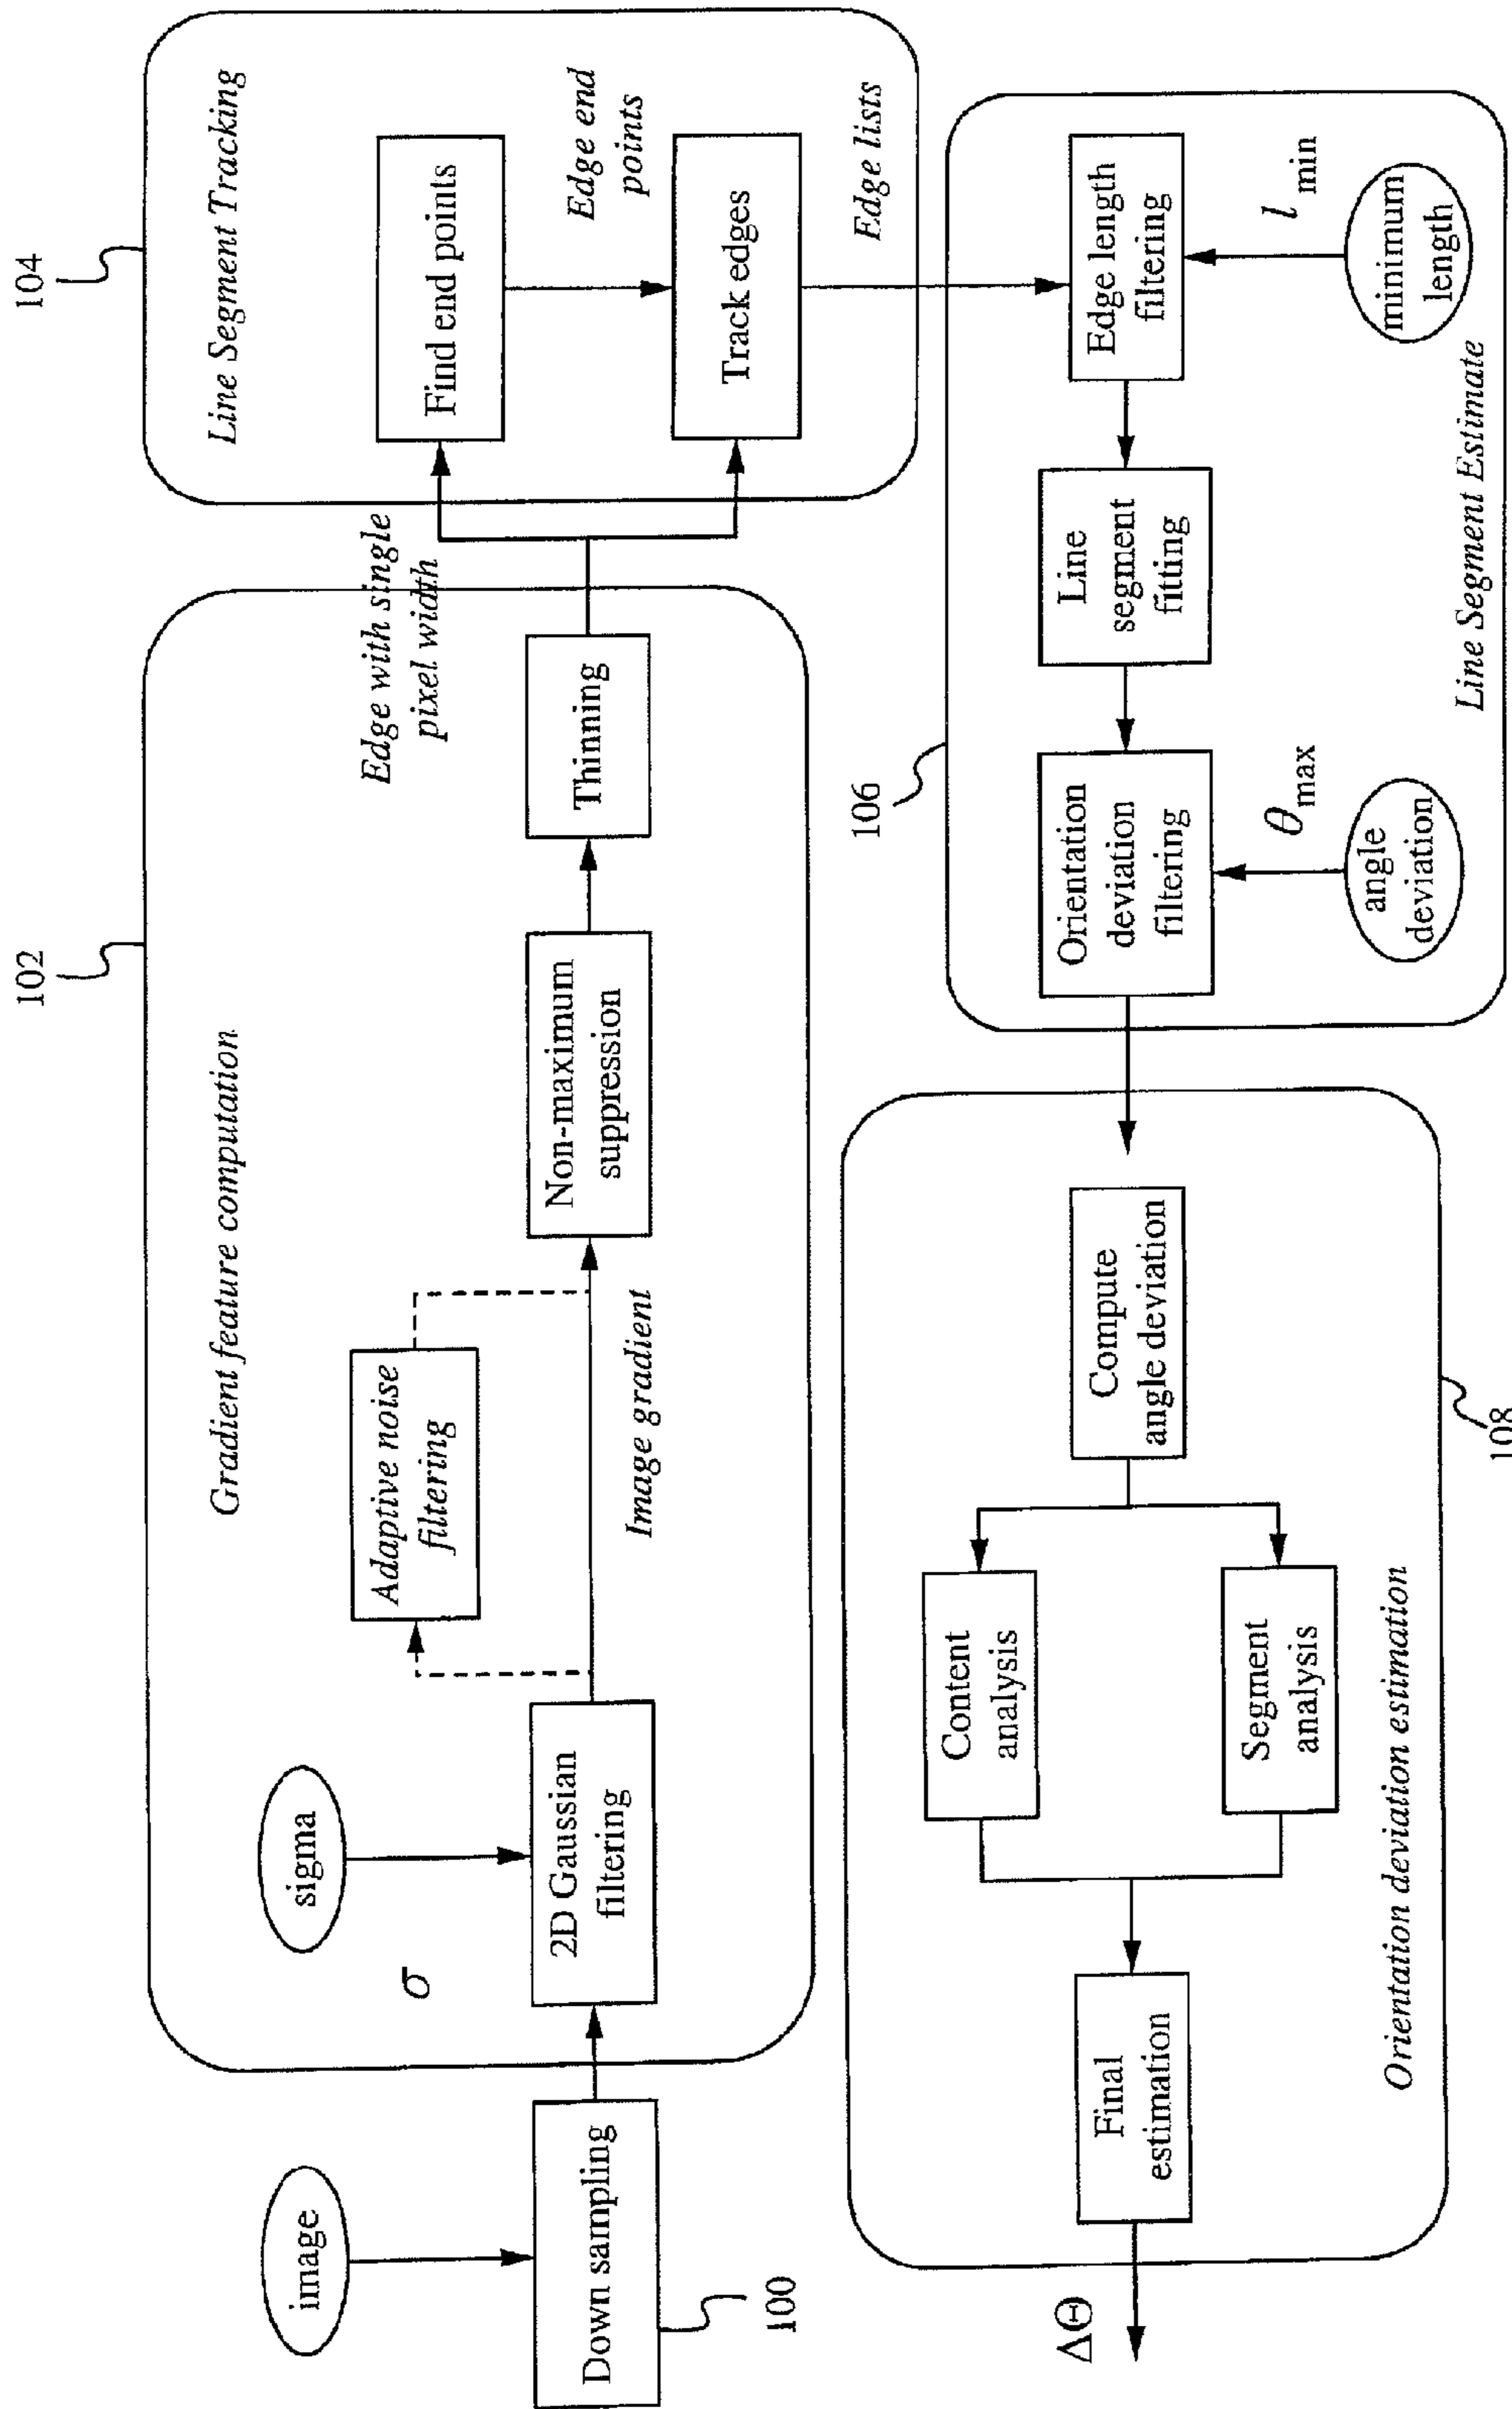 image
Down sampling
100
102
Gradient feature computation
sigma
σ
2D Gaussian
filtering
Adaptive noise
filtering
Image gradient
Non-maximum
suppression
Thinning
Edge with single
pixel width
104
Line Segment Tracking
Find end points
Edge end
points
Track edges
Edge lists
106
Edge length
filtering
l min
minimum
length
Line
segment
fitting
Orientation
deviation
filtering
θmax
angle
deviation
Line Segment Estimate
Compute
angle deviation
108
Content
analysis
Segment
analysis
Final
estimation
Orientation deviation estimation
ΔΘ